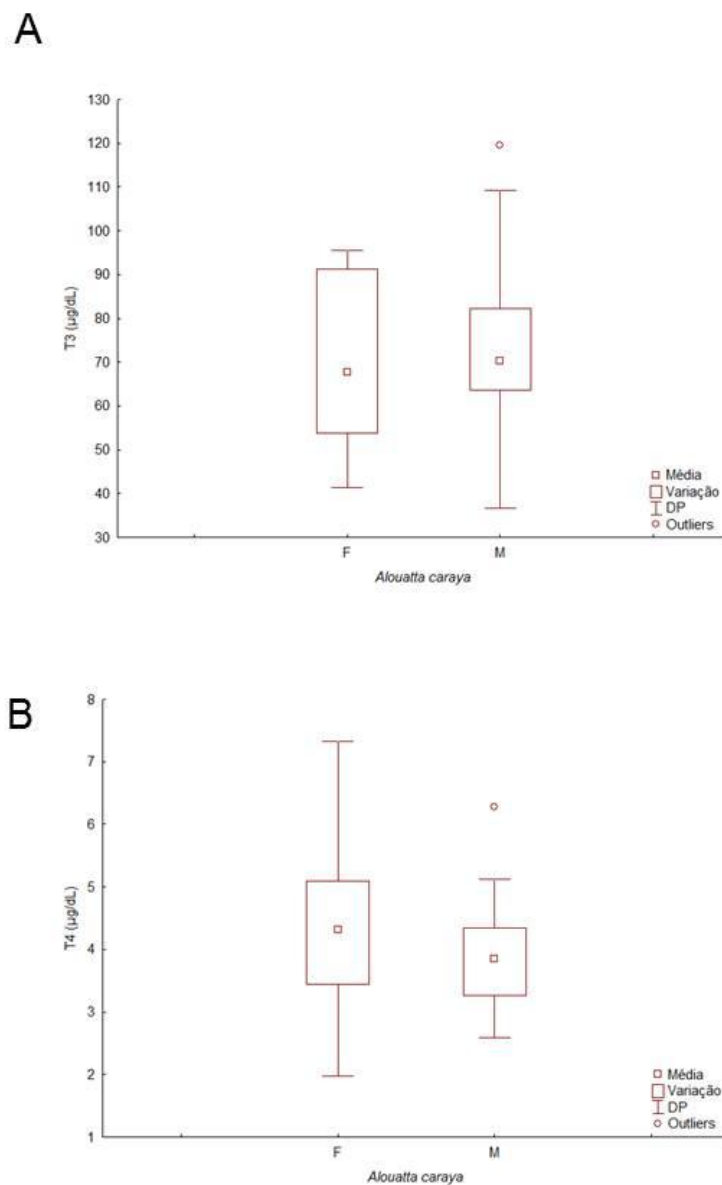 A
130
120
110
100
90
80
70
60
50
40
30
T3 (µg/dL)
Média
Variação
DP
Outliers
F M
Alouatta caraya
B
8
7
6
5
4
3
2
1
T4 (µg/dL)
Média
Variação
DP
Outliers
F M
Alouatta caraya